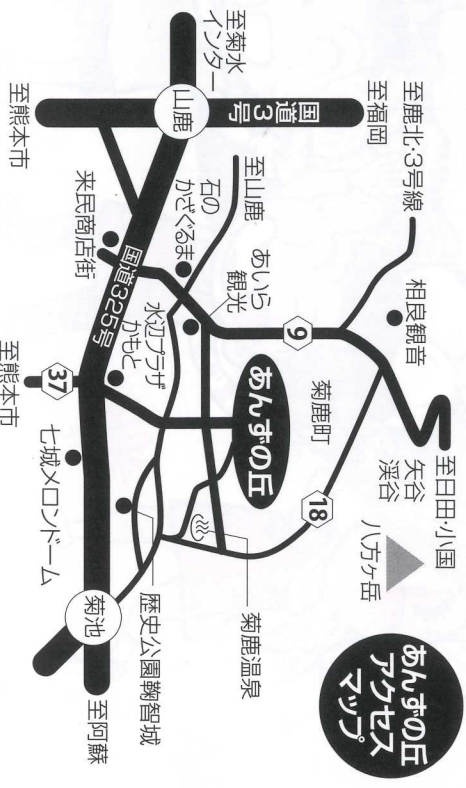 あんずの丘
アクセス
マップ
至菊水
インター
山鹿
国道3号
至福岡
至熊本市
至鹿北・3号線
相良観音
至日田・小国
矢谷
渓谷
八方ヶ岳
至山鹿
石の
かざぐるま
あいら
観光
9
菊鹿町
18
あんずの丘
来民商店街
国道325号
水辺プラザ
かもと
菊鹿温泉
37
至熊本市
七城メロンドーム
歴史公園鞠智城
菊池
至阿蘇